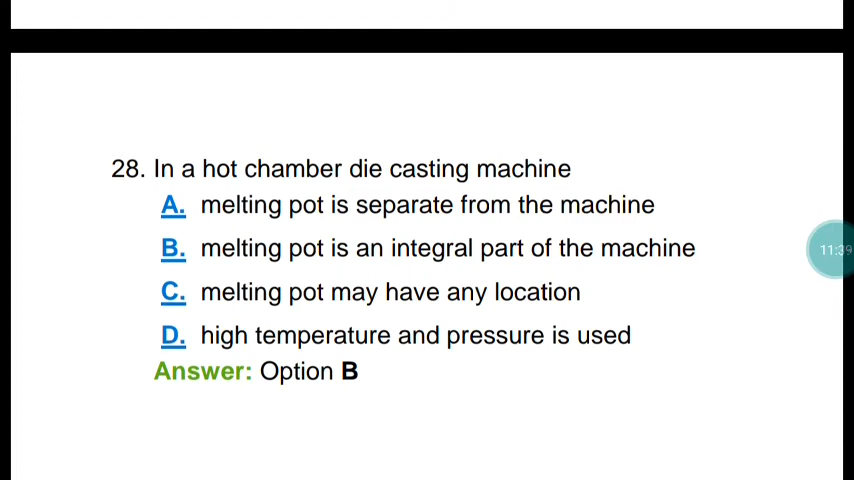 28. In a hot chamber die casting machine
A. melting pot is separate from the machine
B. melting pot is an integral part of the machine
C. melting pot may have any location
D. high temperature and pressure is used
Answer: Option B
11:39